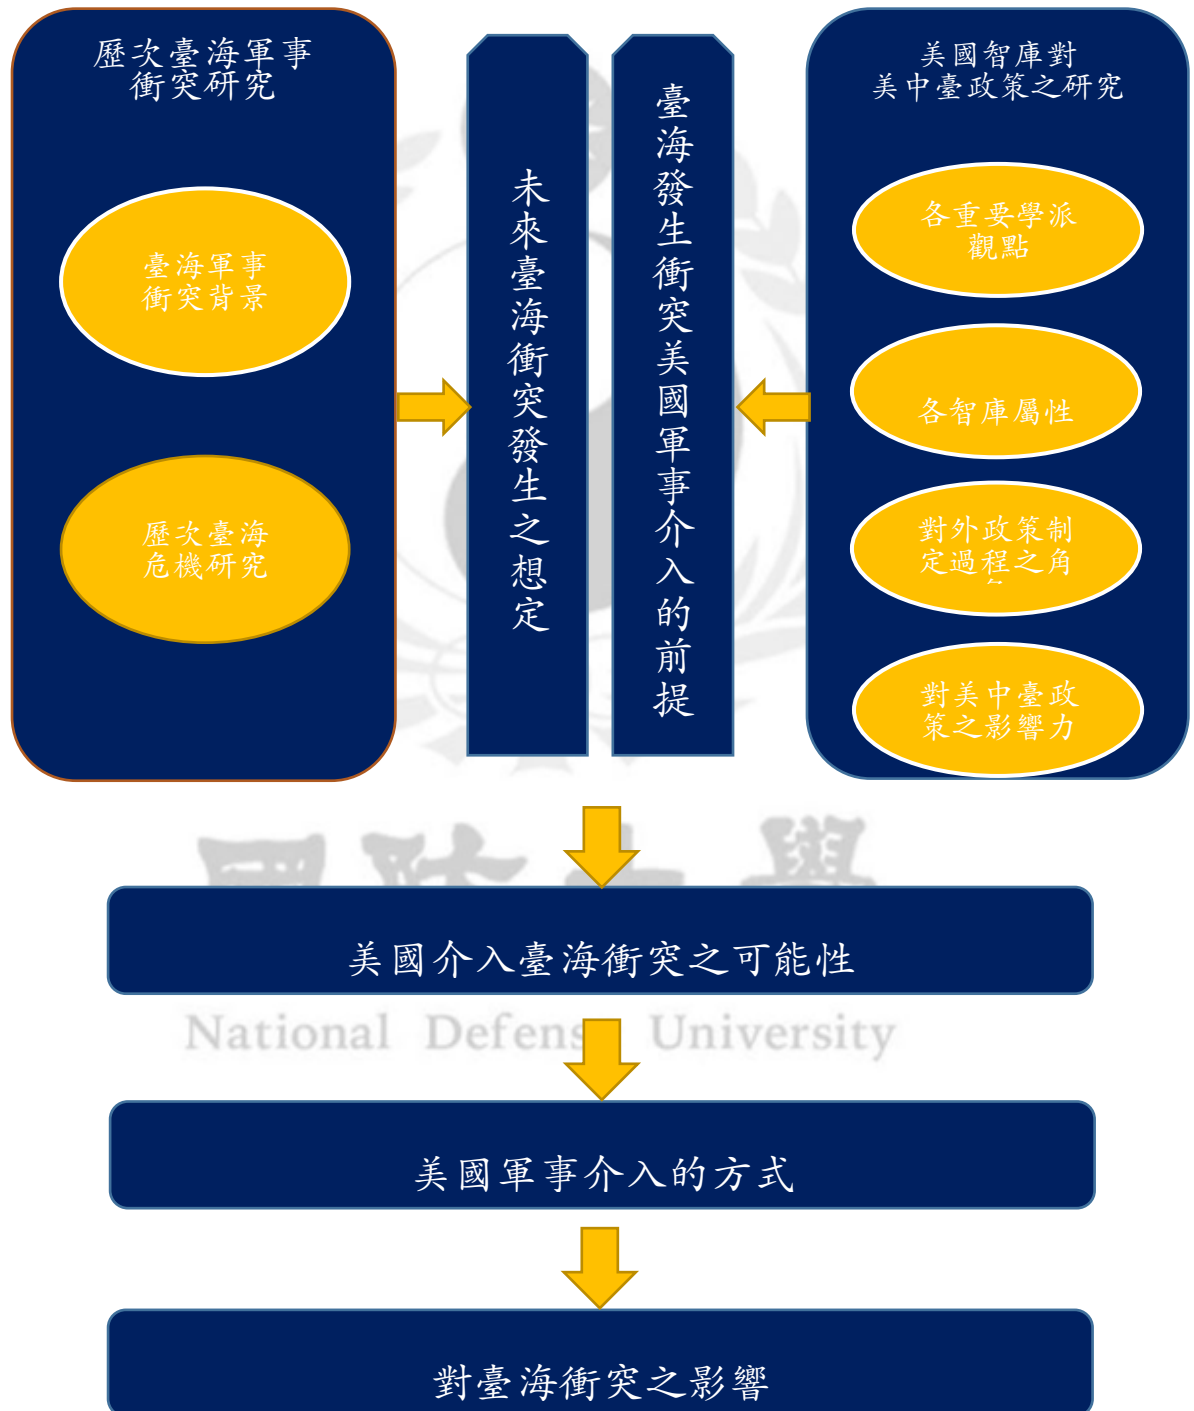 歷次臺海軍事
衝突研究
臺海軍事
衝突背景
歷次臺海
危機研究
未來臺海衝突發生之想定
臺海發生衝突美國軍事介入的前提
美國智庫對
美中臺政策之研究
各重要學派
觀點
各智庫屬性
對外政策制
定過程之角
對美中臺政
策之影響力
美國介入臺海衝突之可能性
National Defens University
美國軍事介入的方式
對臺海衝突之影響